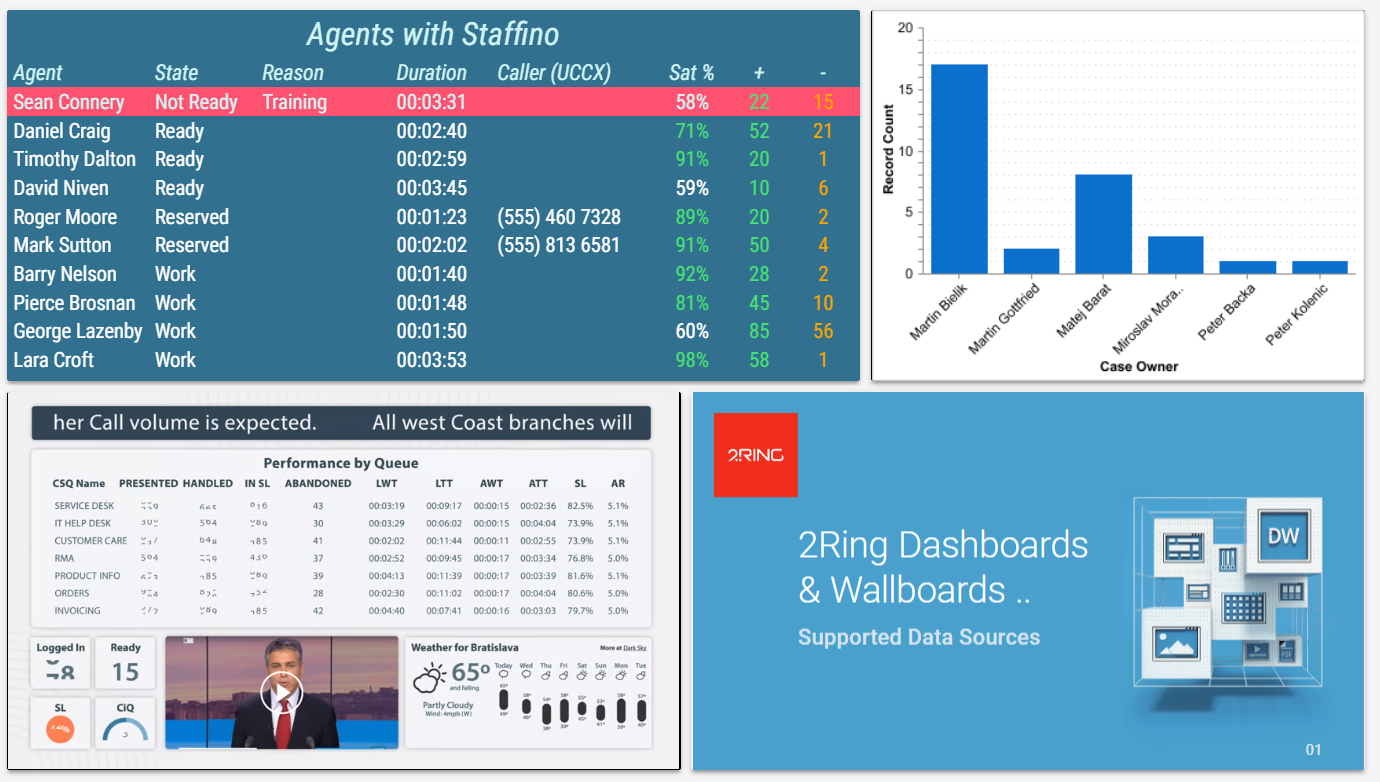 Agents with Staffino
Agent State Reason Duration Caller (UCCX) Sat % + -
Sean Connery Not Ready Training 00:03:31 58% 22 15
Daniel Craig Ready 00:02:40 71% 52 21
Timothy Dalton Ready 00:02:59 91% 20 1
David Niven Ready 00:03:45 59% 10 6
Roger Moore Reserved 00:01:23 (555) 460 7328 89% 20 2
Mark Sutton Reserved 00:02:02 (555) 813 6581 91% 50 4
Barry Nelson Work 00:01:40 92% 28 2
Pierce Brosnan Work 00:01:48 81% 45 10
George Lazenby Work 00:01:50 60% 85 56
Lara Croft Work 00:03:53 98% 58 1
20
15
10
5
0
Record Count
Martin Bielik
Martin Gottfried
Matej Barat
Miroslav Mora..
Peter Backa
Peter Kolenic
Case Owner
her Call volume is expected. All west Coast branches will
Performance by Queue
CSQ Name PRESENTED HANDLED IN SL ABANDONED LWT LTT AWT ATT SL AR
SERVICE DESK 43 00:03:19 00:09:17 00:00:15 00:02:36 82.5% 5.1%
IT HELP DESK 30 00:03:29 00:06:02 00:00:15 00:04:04 73.9% 5.1%
CUSTOMER CARE 41 00:02:02 00:11:44 00:00:11 00:02:55 73.9% 5.1%
RMA 37 00:02:52 00:09:45 00:00:17 00:03:34 76.8% 5.0%
PRODUCT INFO 39 00:04:13 00:11:39 00:00:17 00:03:39 81.6% 5.1%
ORDERS 28 00:02:30 00:11:02 00:00:17 00:04:04 80.6% 5.0%
INVOICING 42 00:04:40 00:07:41 00:00:16 00:03:03 79.7% 5.0%
Logged In
Ready
15
SL
CiQ
Weather for Bratislava
More at Dark Sky
65°
and falling
Partly Cloudy
Wind: 4mph (W)
Today Wed Thu Fri Sat Sun Mon Tue
2RING
2Ring Dashboards
& Wallboards ..
Supported Data Sources
DW
PDF
01